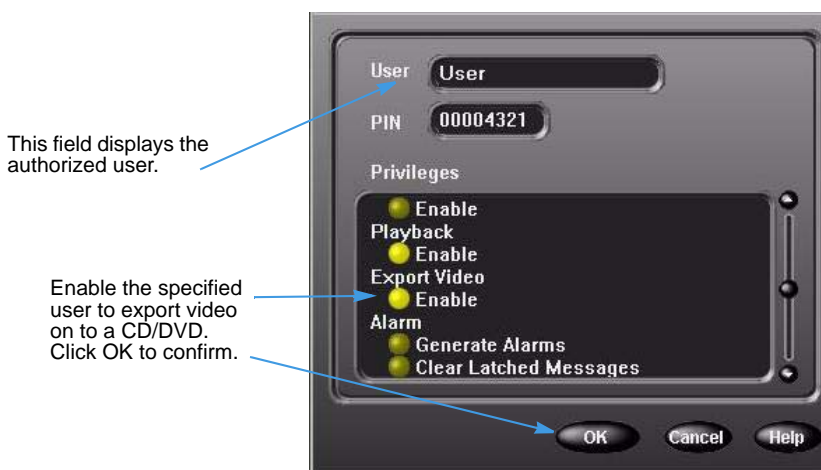 User User
PIN 00004321
This field displays the
authorized user.
Privileges
Enable
Playback
Enable
Export Video
Enable
Alarm
Generate Alarms
Clear Latched Messages
Enable the specified
user to export video
on to a CD/DVD.
Click OK to confirm.
OK Cancel Help